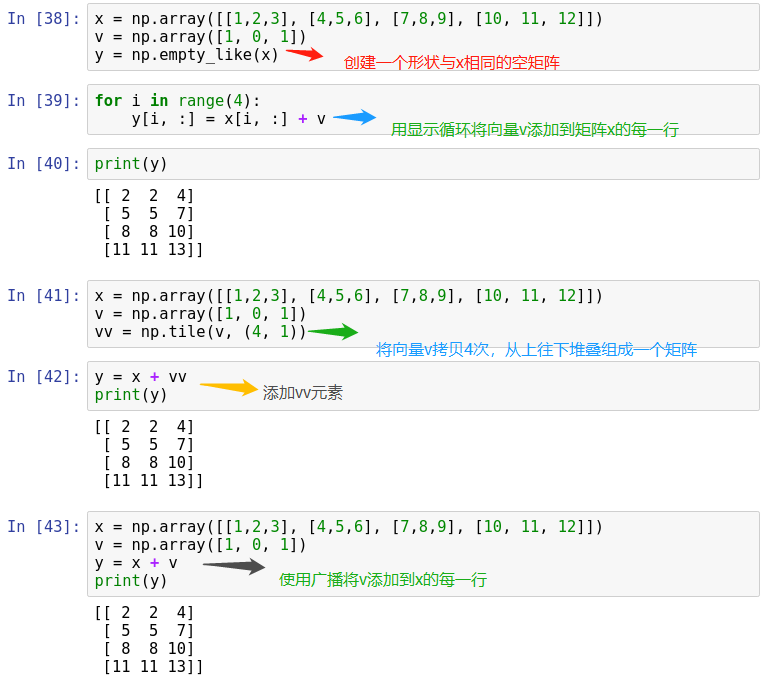 In [38]: x = np.array([[1,2,3], [4,5,6], [7,8,9], [10, 11, 12]])
v = np.array([1, 0, 1])
y = np.empty_like(x) 创建一个形状与x相同的空矩阵
In [39]: for i in range(4):
y[i, :] = x[i, :] + v 用显示循环将向量v添加到矩阵x的每一行
In [40]: print(y)
[[ 2  2  4]
[ 5  5  7]
[ 8  8 10]
[11 11 13]]
In [41]: x = np.array([[1,2,3], [4,5,6], [7,8,9], [10, 11, 12]])
v = np.array([1, 0, 1])
vv = np.tile(v, (4, 1)) 将向量v拷贝4次，从上往下堆叠组成一个矩阵
In [42]: y = x + vv
print(y) 添加vv元素
[[ 2  2  4]
[ 5  5  7]
[ 8  8 10]
[11 11 13]]
In [43]: x = np.array([[1,2,3], [4,5,6], [7,8,9], [10, 11, 12]])
v = np.array([1, 0, 1])
y = x + v
print(y) 使用广播将v添加到x的每一行
[[ 2  2  4]
[ 5  5  7]
[ 8  8 10]
[11 11 13]]